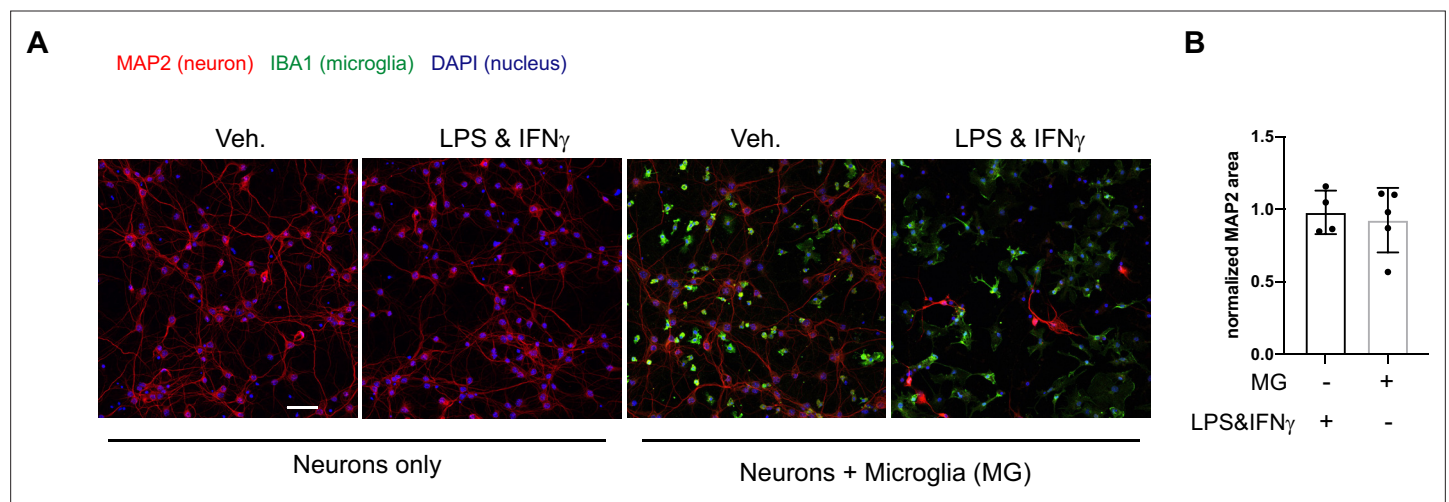 A
MAP2 (neuron) IBA1 (microglia) DAPI (nucleus)
Veh.
LPS & IFNγ
Veh.
LPS & IFNγ
Neurons only
Neurons + Microglia (MG)
B
normalized MAP2 area
1.5
1.0
0.5
0.0
MG - +
LPS&IFNγ + -